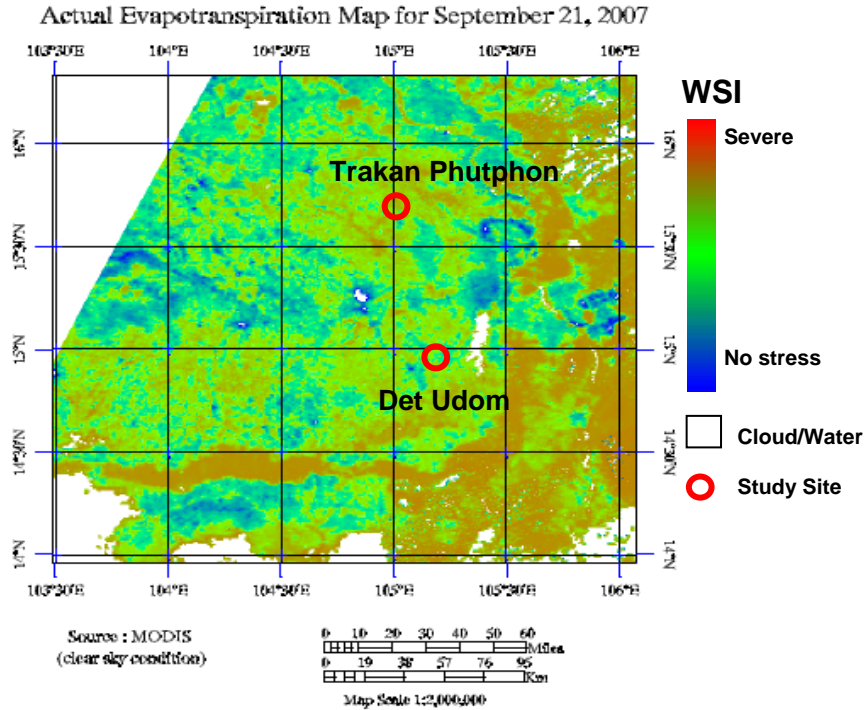 Actual Evapotranspiration Map for September 21, 2007
103°30'E 104°E 104°30'E 105°E 105°30'E 106°E
WSI
Severe
16°N 16°N
Trakan Phutphon
15°30'N 15°30'N
15°N 15°N
No stress
Det Udom
Cloud/Water
14°30'N 14°30'N
Study Site
14°N 14°N
103°30'E 104°E 104°30'E 105°E 105°30'E 106°E
Source : MODIS
(clear sky condition)
0 10 20 30 40 50 60
Miles
0 19 38 57 76 95
Km
Map Scale 1:2,000,000